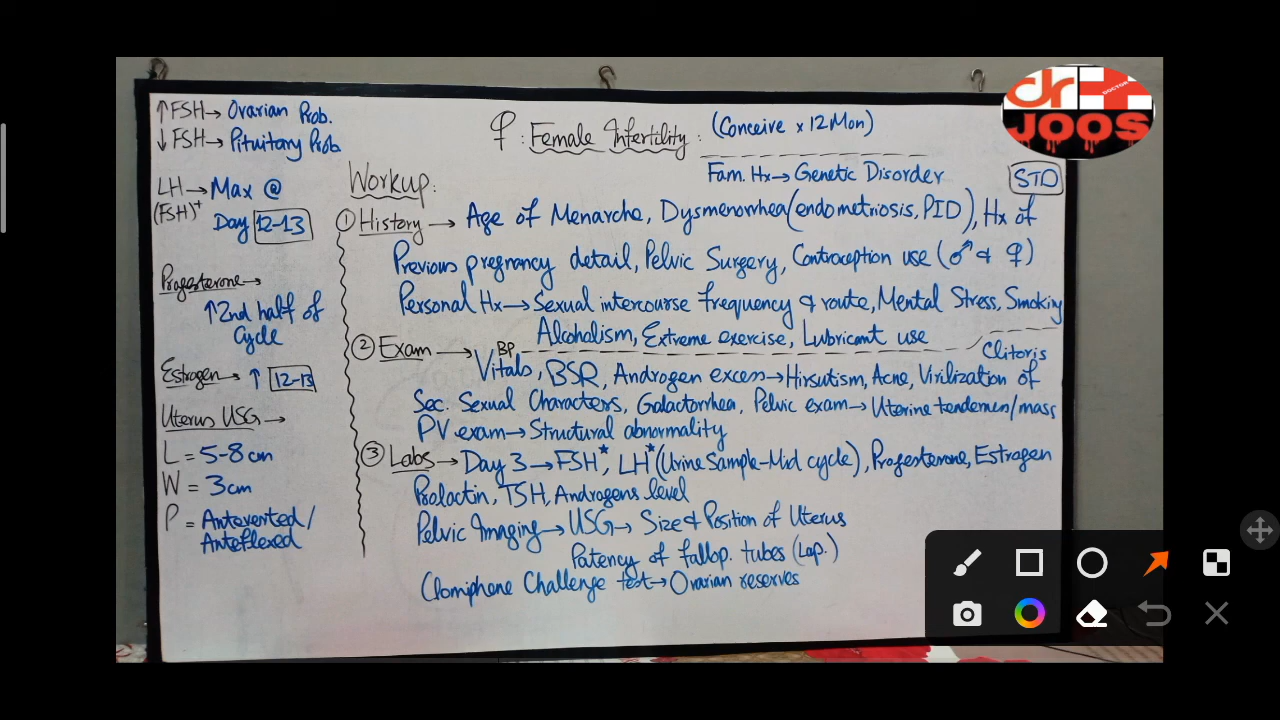 ↑FSH→ Ovarian Prob.
↓FSH→ Pituitary Prob
LH→Max @
(FSH)+
Day 12-13
Progesterone→
↑2nd half of
Cycle
Estrogen→ ↑ 12-13
Uterus USG→
L = 5-8cm
W = 3cm
P = Anteverted/
Anteflexed
♀ : Female Infertility : (Conceive x 12 Mon)
Fam. Hx→ Genetic Disorder
STD
Workup:
① History → Age of Menarche, Dysmenorrhea (endometriosis, PID), Hx of
Previous pregnancy detail, Pelvic Surgery, Contraception use (♂ & ♀)
Personal Hx→ Sexual intercourse frequency & route, Mental Stress, Smoking
Alcoholism, Extreme exercise, Lubricant use
② Exam → Vitals, BSR, Androgen excess→ Hirsutism, Acne, Virilization of
BP
Clitoris
Sec. Sexual Characters, Galactorrhea, Pelvic exam→ Uterine /mass
PV exam→ Structural abnormality
③ Labs→ Day 3→ FSH*, LH* (Urine Sample-Mid cycle), Progesterone, Estrogen
Prolactin, TSH, Androgens level
Pelvic Imaging→ USG→ Size & Position of Uterus
Patency of fallop. tubes (Lap.)
Clomiphene Challenge test→ Ovarian reserves
dr
DOCTOR
JOOS